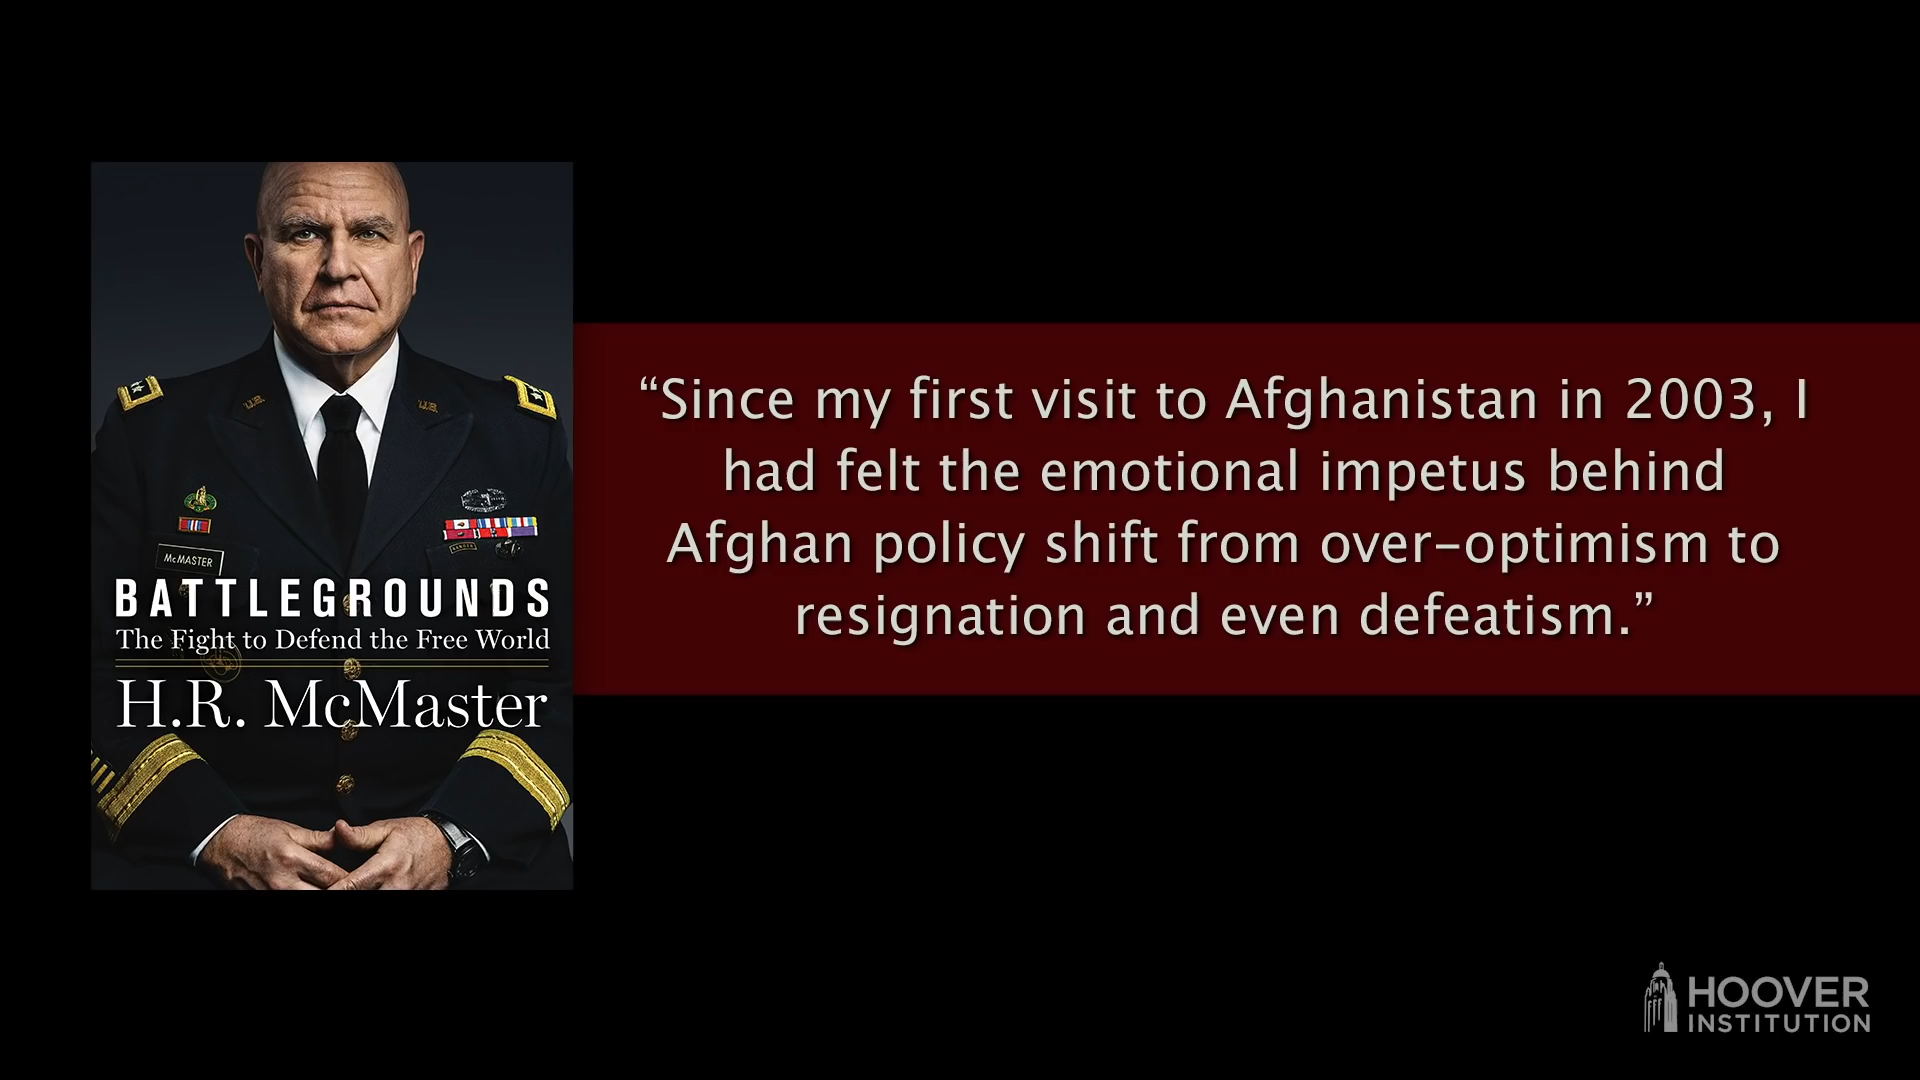 McMASTER
BATTLEGROUNDS
The Fight to Defend the Free World
H.R. McMaster
“Since my first visit to Afghanistan in 2003, I
had felt the emotional impetus behind
Afghan policy shift from over-optimism to
resignation and even defeatism.”
HOOVER
INSTITUTION